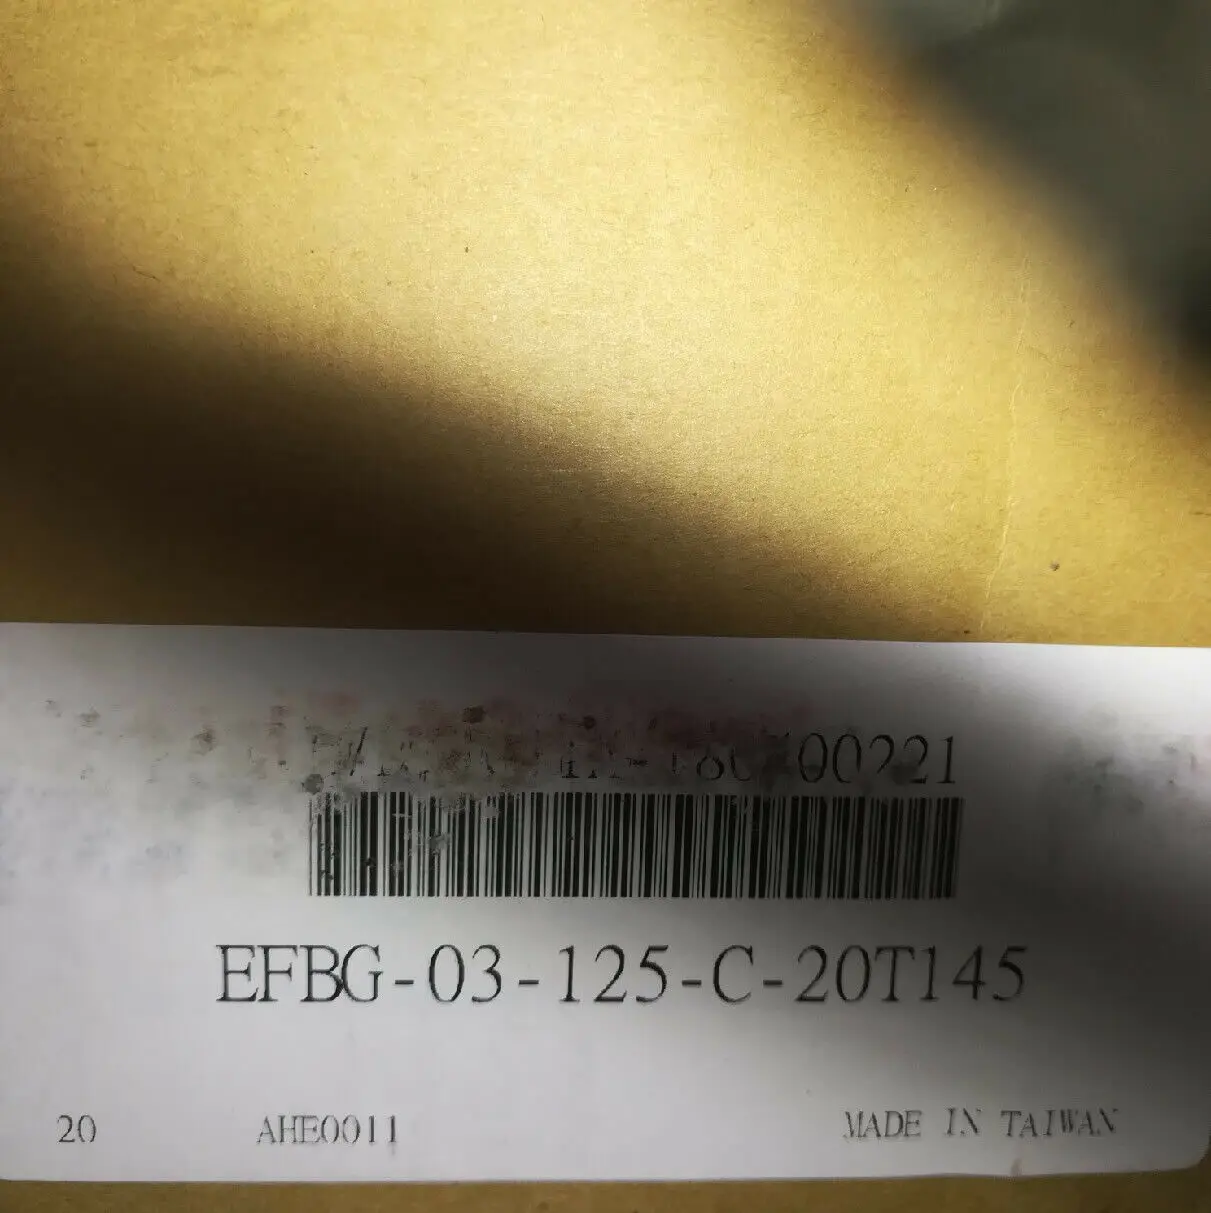 EFBG-03-125-C-20T145
20 AHE0011 MADE IN TAIWAN